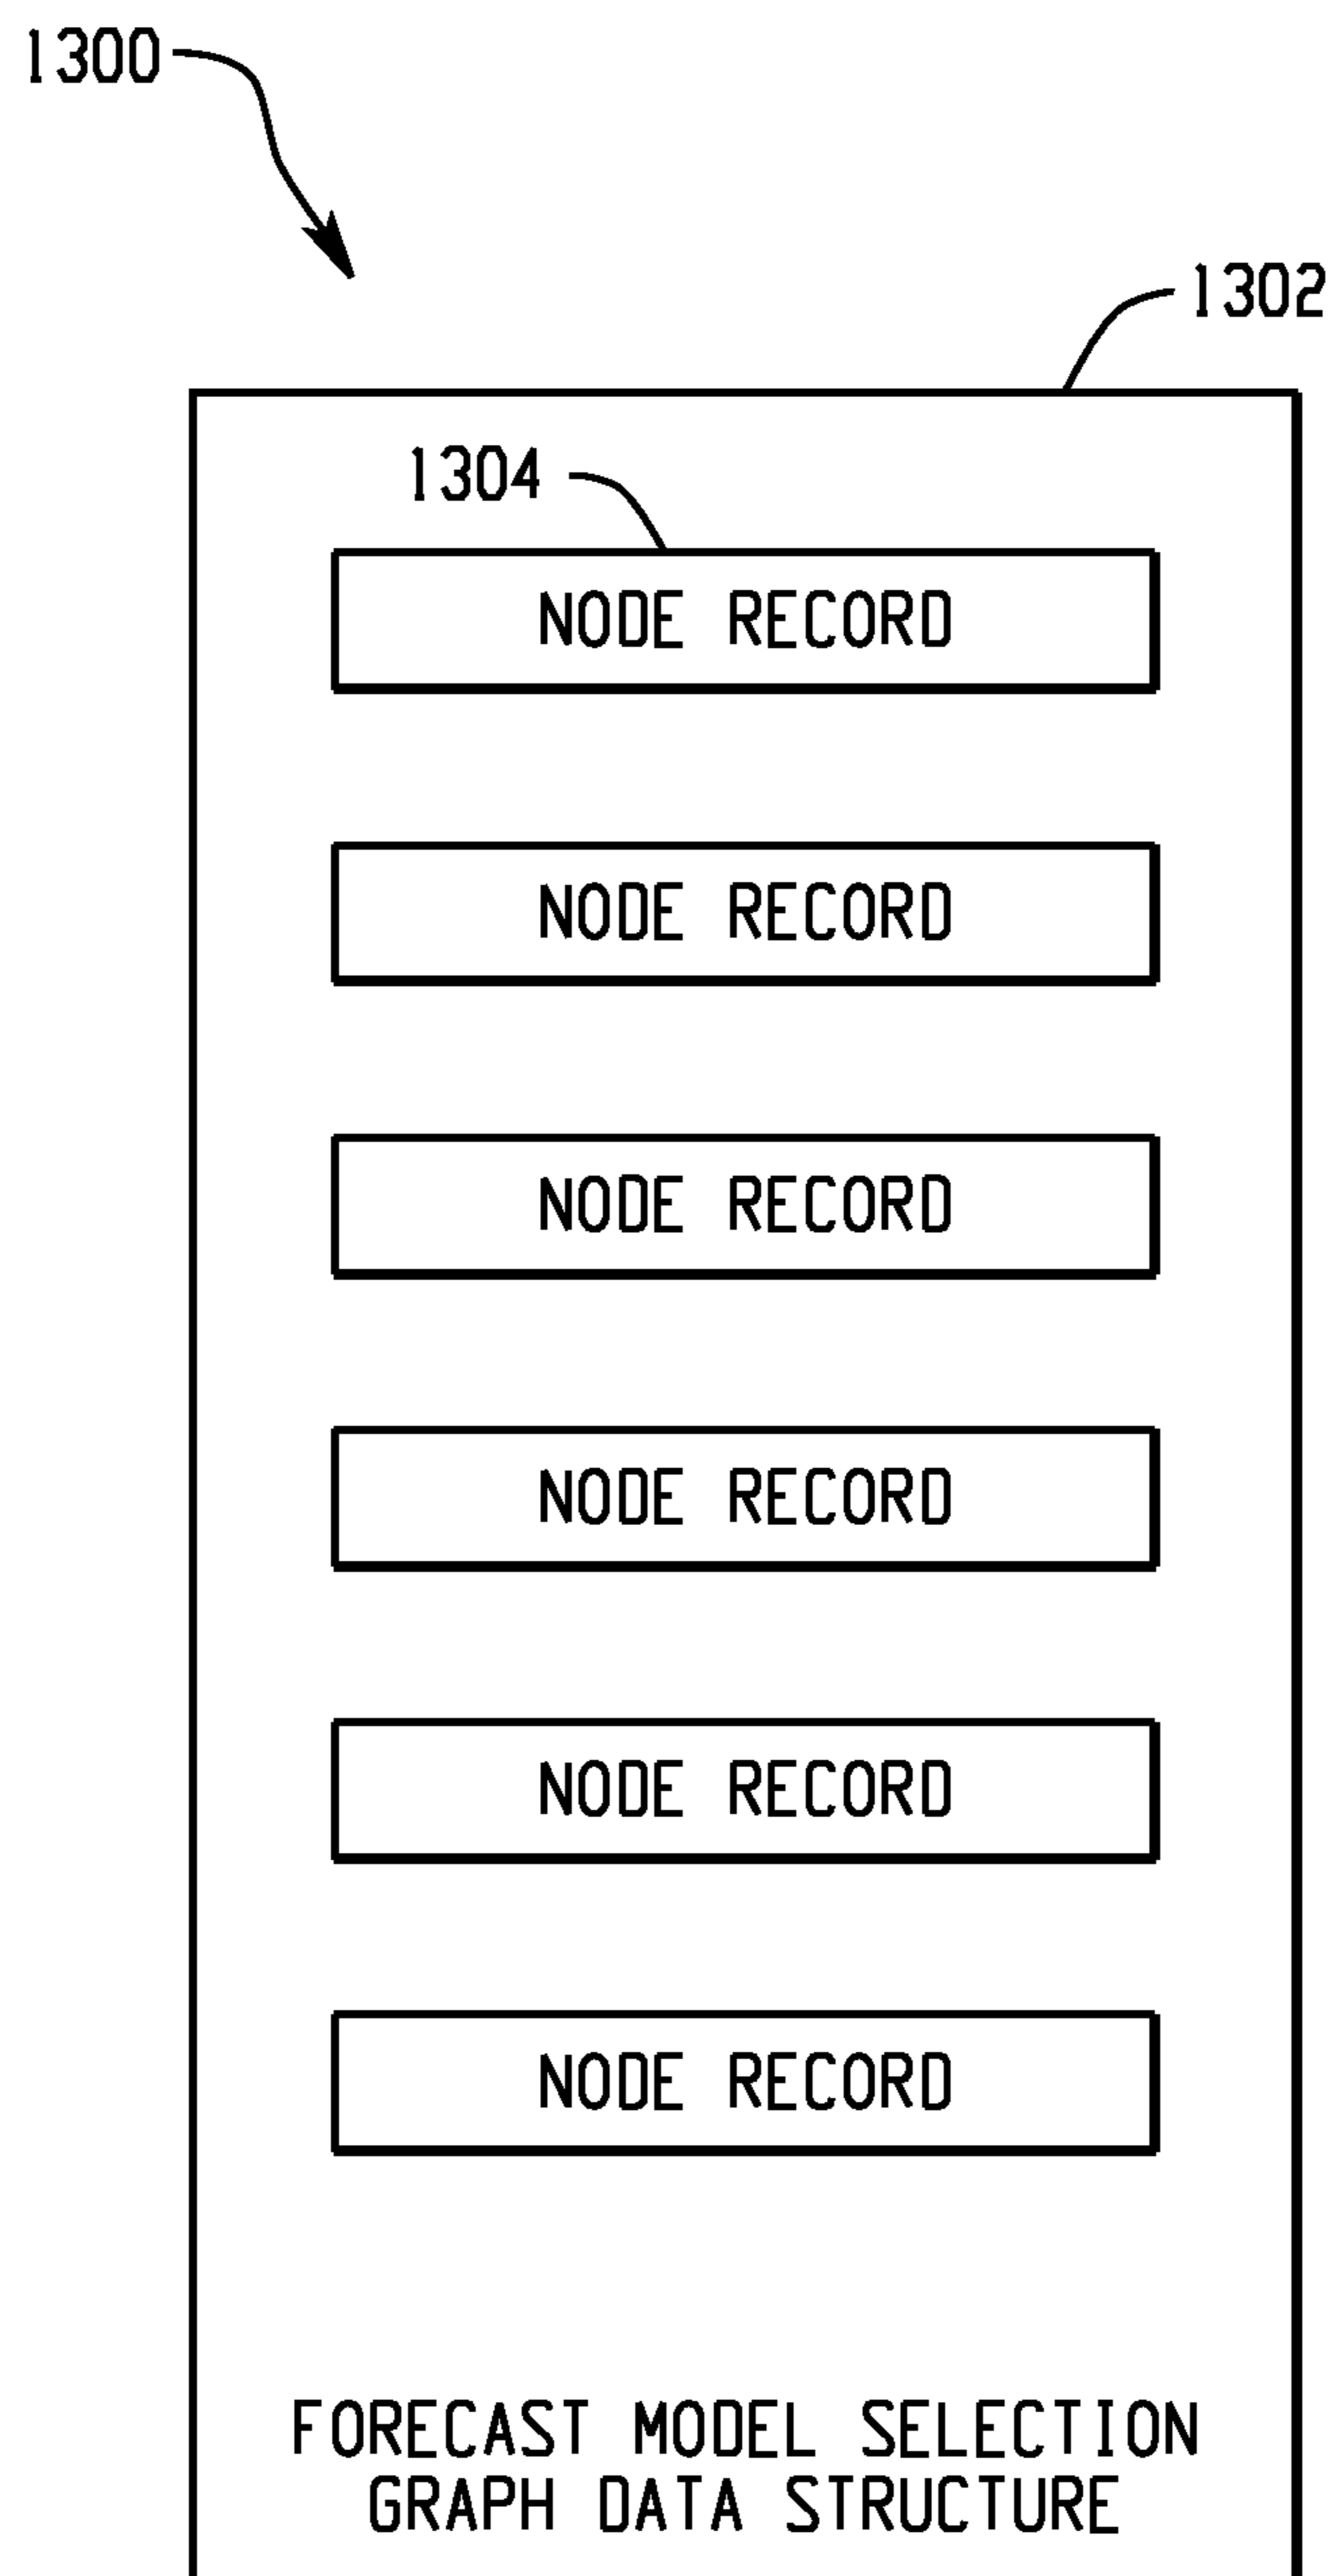 1300
1302
1304
NODE RECORD
NODE RECORD
NODE RECORD
NODE RECORD
NODE RECORD
NODE RECORD
FORECAST MODEL SELECTION
GRAPH DATA STRUCTURE